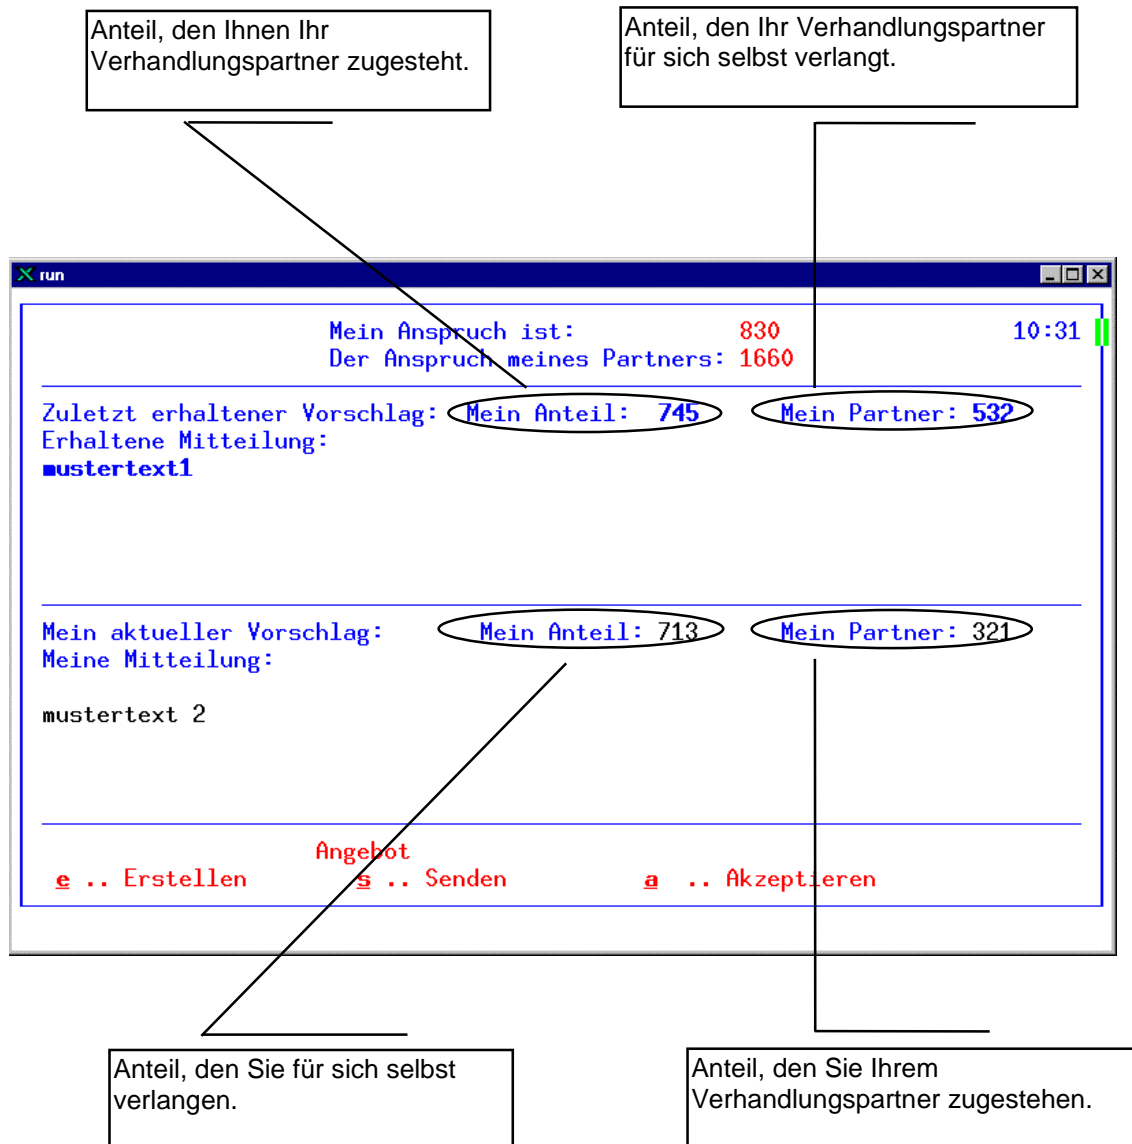 Anteil, den Ihnen Ihr
Verhandlungspartner zugesteht.
Anteil, den Ihr Verhandlungspartner
für sich selbst verlangt.
run
Mein Anspruch ist: 830 10:31
Der Anspruch meines Partners: 1660
Zuletzt erhaltener Vorschlag: Mein Anteil: 745 Mein Partner: 532
Erhaltene Mitteilung:
mustertext1
Mein aktueller Vorschlag: Mein Anteil: 713 Mein Partner: 321
Meine Mitteilung:
mustertext 2
Angebot
e .. Erstellen s .. Senden a .. Akzeptieren
Anteil, den Sie für sich selbst
verlangen.
Anteil, den Sie Ihrem
Verhandlungspartner zugestehen.